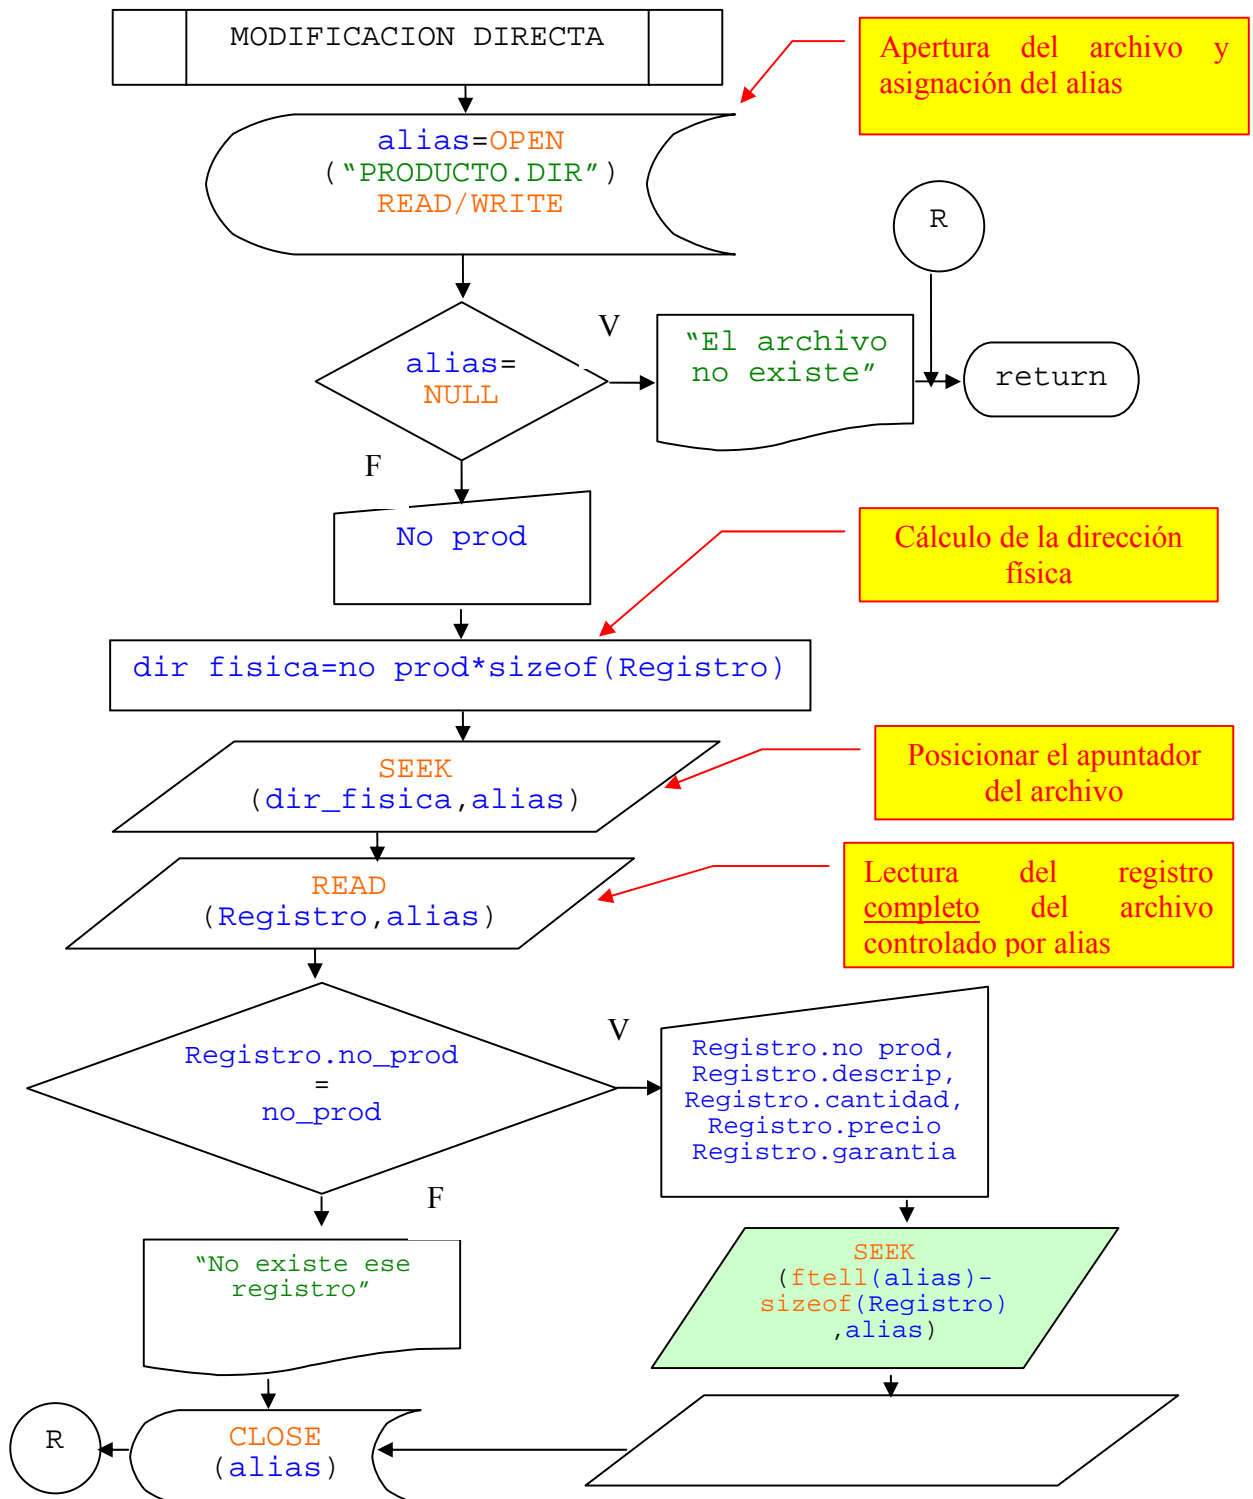 MODIFICACION DIRECTA
Apertura del archivo y
asignación del alias
alias=OPEN
("PRODUCTO.DIR")
READ/WRITE
R
alias=
NULL
V
"El archivo
no existe"
return
F
No prod
Cálculo de la dirección
física
dir fisica=no prod*sizeof(Registro)
SEEK
(dir_fisica,alias)
Posicionar el apuntador
del archivo
READ
(Registro,alias)
Lectura del registro
completo del archivo
controlado por alias
Registro.no_prod
=
no_prod
V
Registro.no prod,
Registro.descrip,
Registro.cantidad,
Registro.precio
Registro.garantia
F
"No existe ese
registro"
SEEK
(ftell(alias)-
sizeof(Registro)
,alias)
R
CLOSE
(alias)